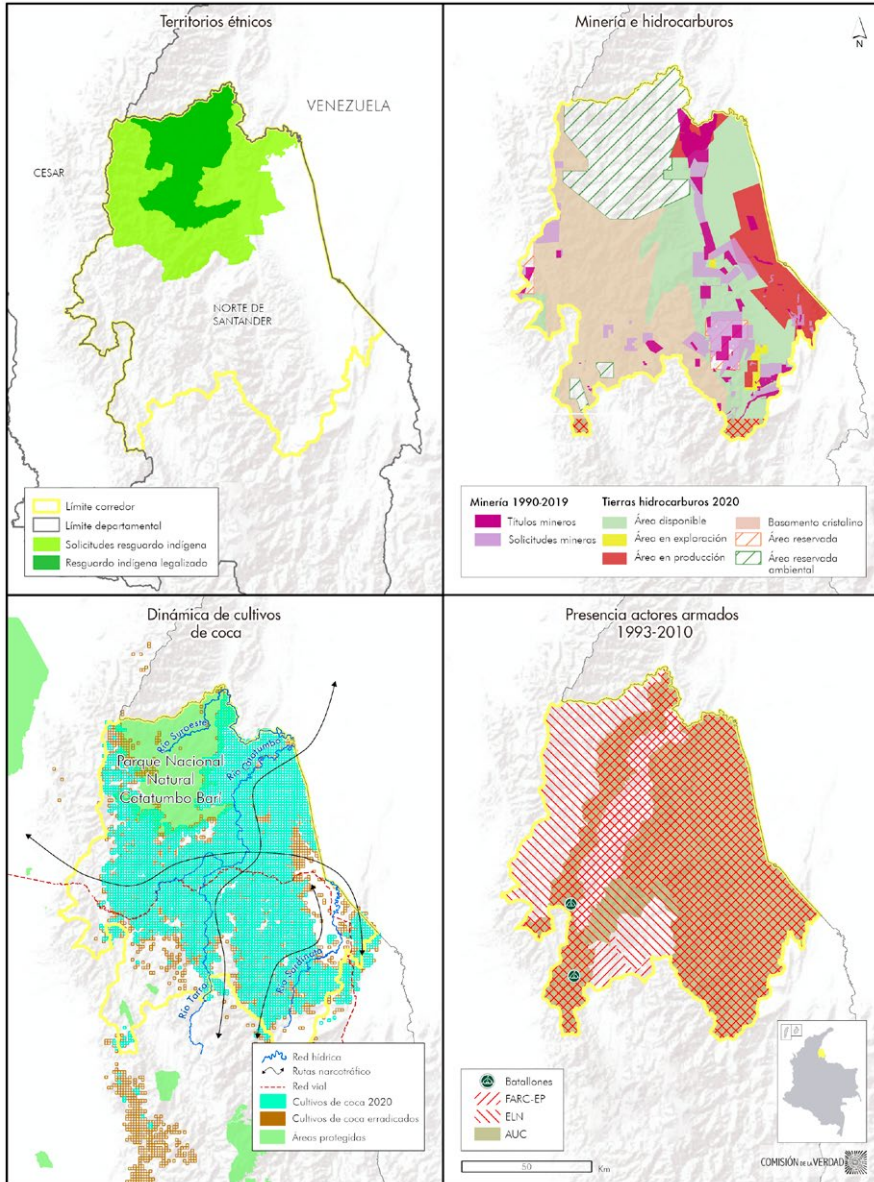 Territorios étnicos
VENEZUELA
CESAR
NORTE DE
SANTANDER
Límite corredor
Límite departamental
Solicitudes resguardo indígena
Resguardo indígena legalizado
Minería e hidrocarburos
N
Minería 1990-2019
Títulos mineros
Solicitudes mineras
Tierras hidrocarburos 2020
Área disponible
Área en exploración
Área en producción
Basamento cristalino
Área reservada
Área reservada
ambiental
Dinámica de cultivos
de coca
Río Suroeste
Río Catatumbo
Parque Nacional
Natural
Catatumbo Barí
Río Sardinata
Río Tarra
Red hídrica
Rutas narcotráfico
Red vial
Cultivos de coca 2020
Cultivos de coca erradicados
Áreas protegidas
Presencia actores armados
1993-2010
Batallones
FARC-EP
ELN
AUC
50
Km
COMISIÓN DE LA VERDAD